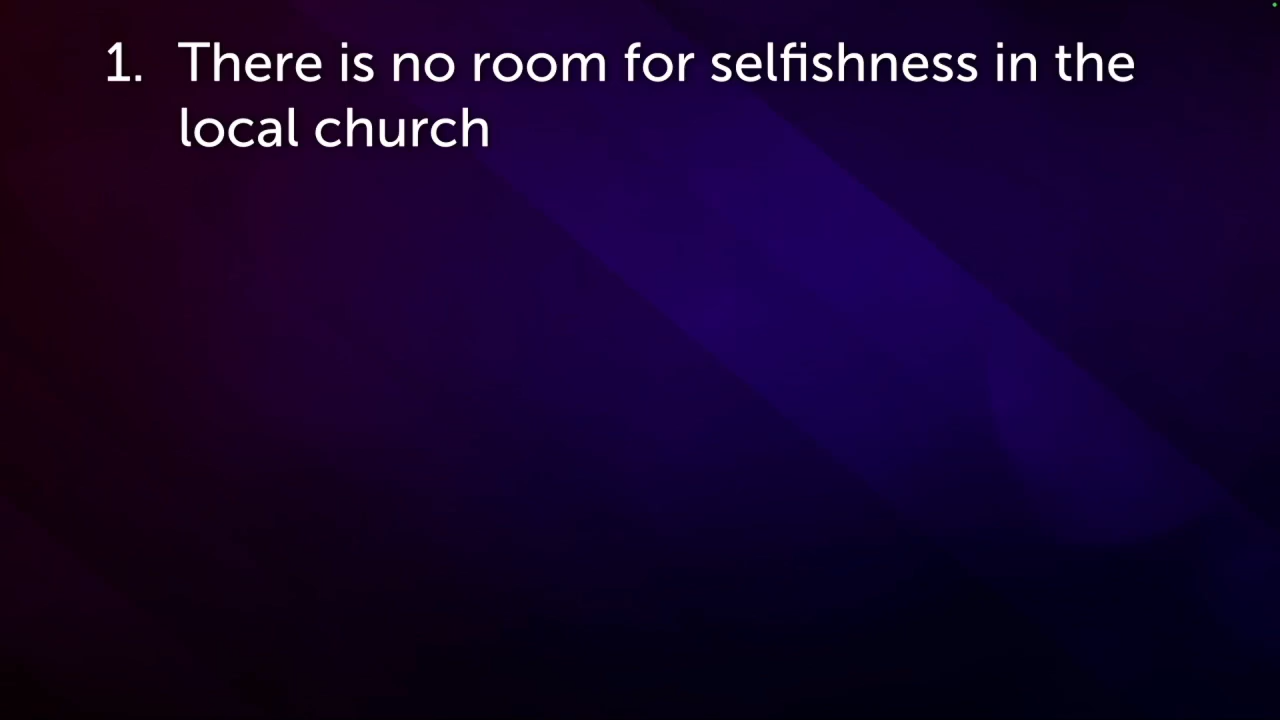 1. There is no room for selfishness in the
local church